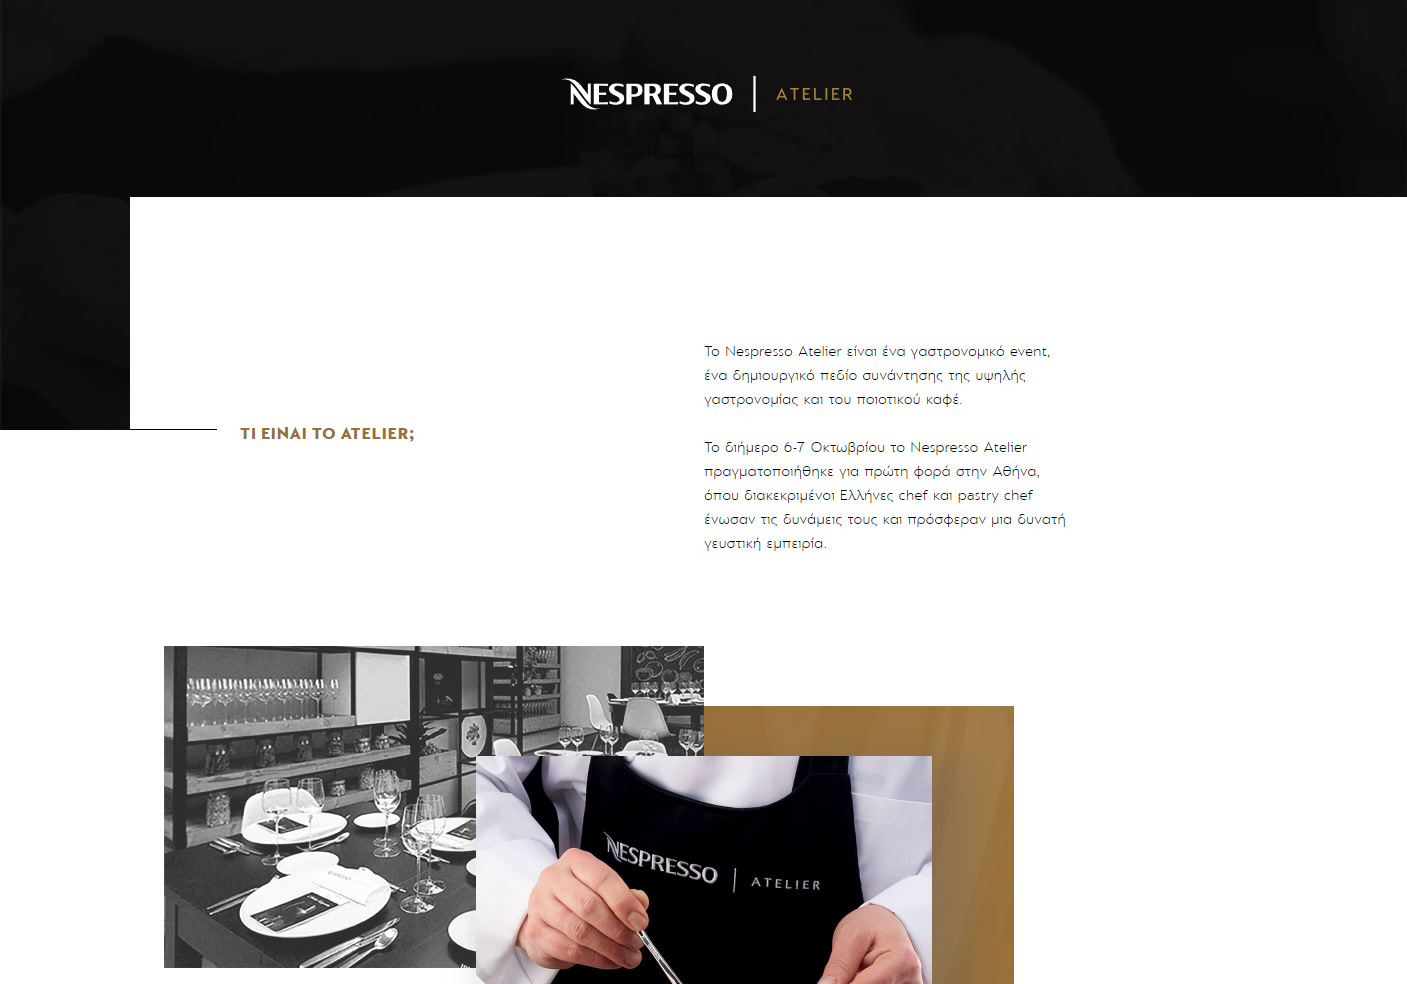 NESPRESSO | ATELIER
ΤΙ ΕΙΝΑΙ ΤΟ ATELIER;
Το Nespresso Atelier είναι ένα γαστρονομικό event,
ένα δημιουργικό πεδίο συνάντησης της υψηλής
γαστρονομίας και του ποιοτικού καφέ.
Το διήμερο 6-7 Οκτωβρίου το Nespresso Atelier
πραγματοποιήθηκε για πρώτη φορά στην Αθήνα,
όπου διακεκριμένοι Ελλήνες chef και pastry chef
ένωσαν τις δυνάμεις τους και πρόσφεραν μια δυνατή
γευστική εμπειρία.
NESPRESSO | ATELIER